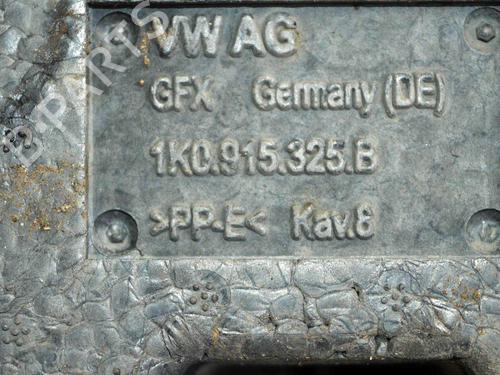 VW AG
GFX Germany (DE)
1K0.915.325.B
>PP-E< Kav.8
B-PARTS